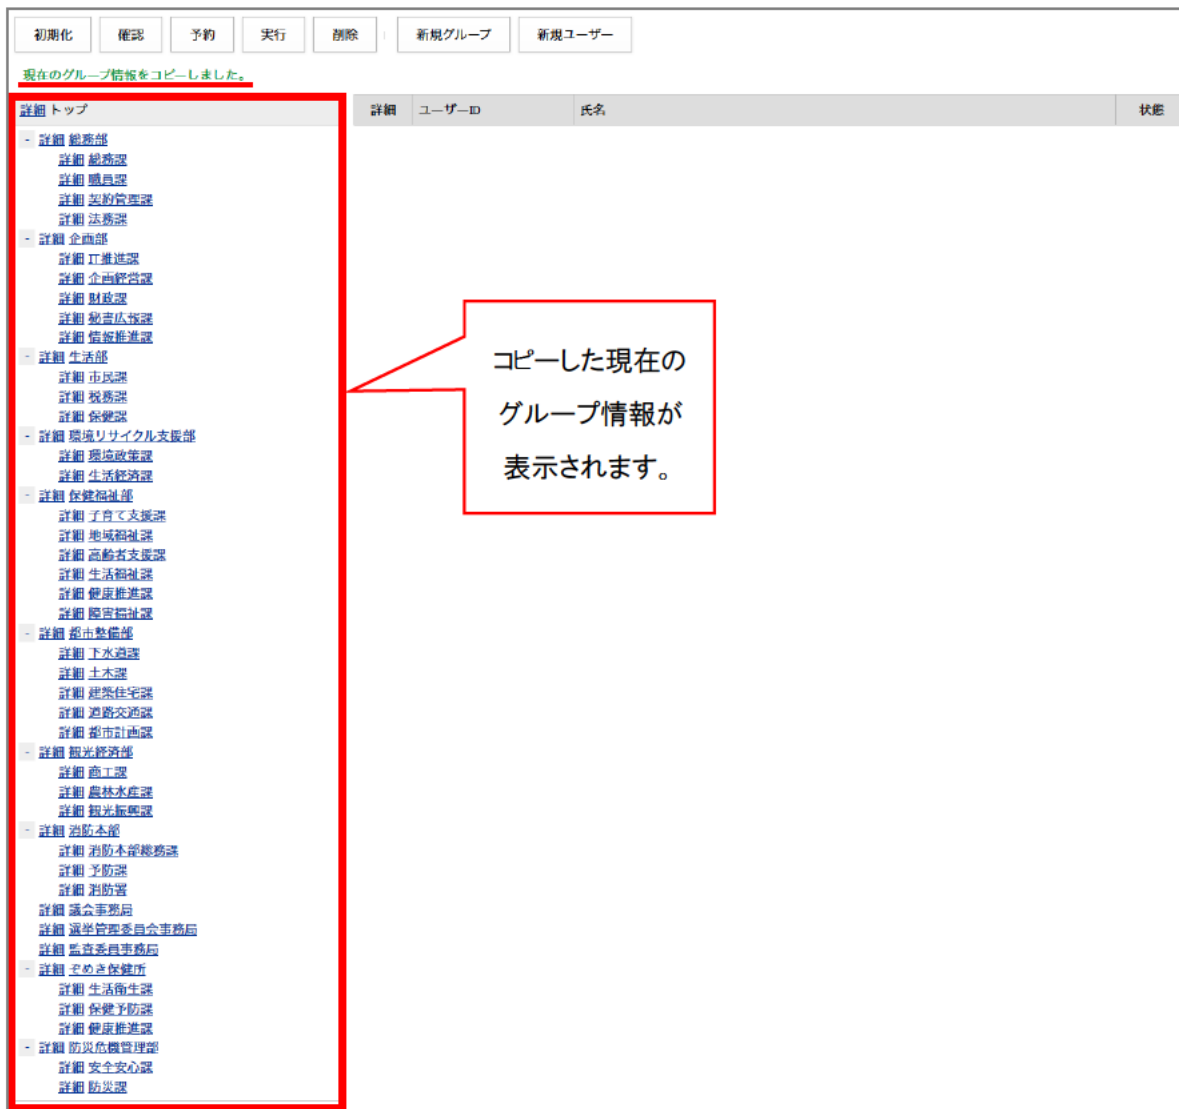 初期化 確認 予約 実行 削除 新規グループ 新規ユーザー
現在のグループ情報をコピーしました。
詳細 トップ
詳細 ユーザーID 氏名 状態
- 詳細 総務部
詳細 総務課
詳細 職員課
詳細 契約管理課
詳細 法務課
- 詳細 企画部
詳細 IT推進課
詳細 企画経営課
詳細 財政課
詳細 秘書広報課
詳細 情報推進課
- 詳細 生活部
詳細 市民課
詳細 税務課
詳細 保健課
- 詳細 環境リサイクル支援部
詳細 環境政策課
詳細 生活経済課
- 詳細 保健福祉部
詳細 子育て支援課
詳細 地域福祉課
詳細 高齢者支援課
詳細 生活福祉課
詳細 健康推進課
詳細 障害福祉課
- 詳細 都市整備部
詳細 下水道課
詳細 土木課
詳細 建築住宅課
詳細 道路交通課
詳細 都市計画課
- 詳細 観光経済部
詳細 商工課
詳細 農林水産課
詳細 観光振興課
- 詳細 消防本部
詳細 消防本部総務課
詳細 予防課
詳細 消防署
詳細 議会事務局
詳細 選挙管理委員会事務局
詳細 監査委員事務局
- 詳細 ぞめき保健所
詳細 生活衛生課
詳細 保健予防課
詳細 健康推進課
- 詳細 防災危機管理部
詳細 安全安心課
詳細 防災課
コピーした現在の
グループ情報が
表示されます。